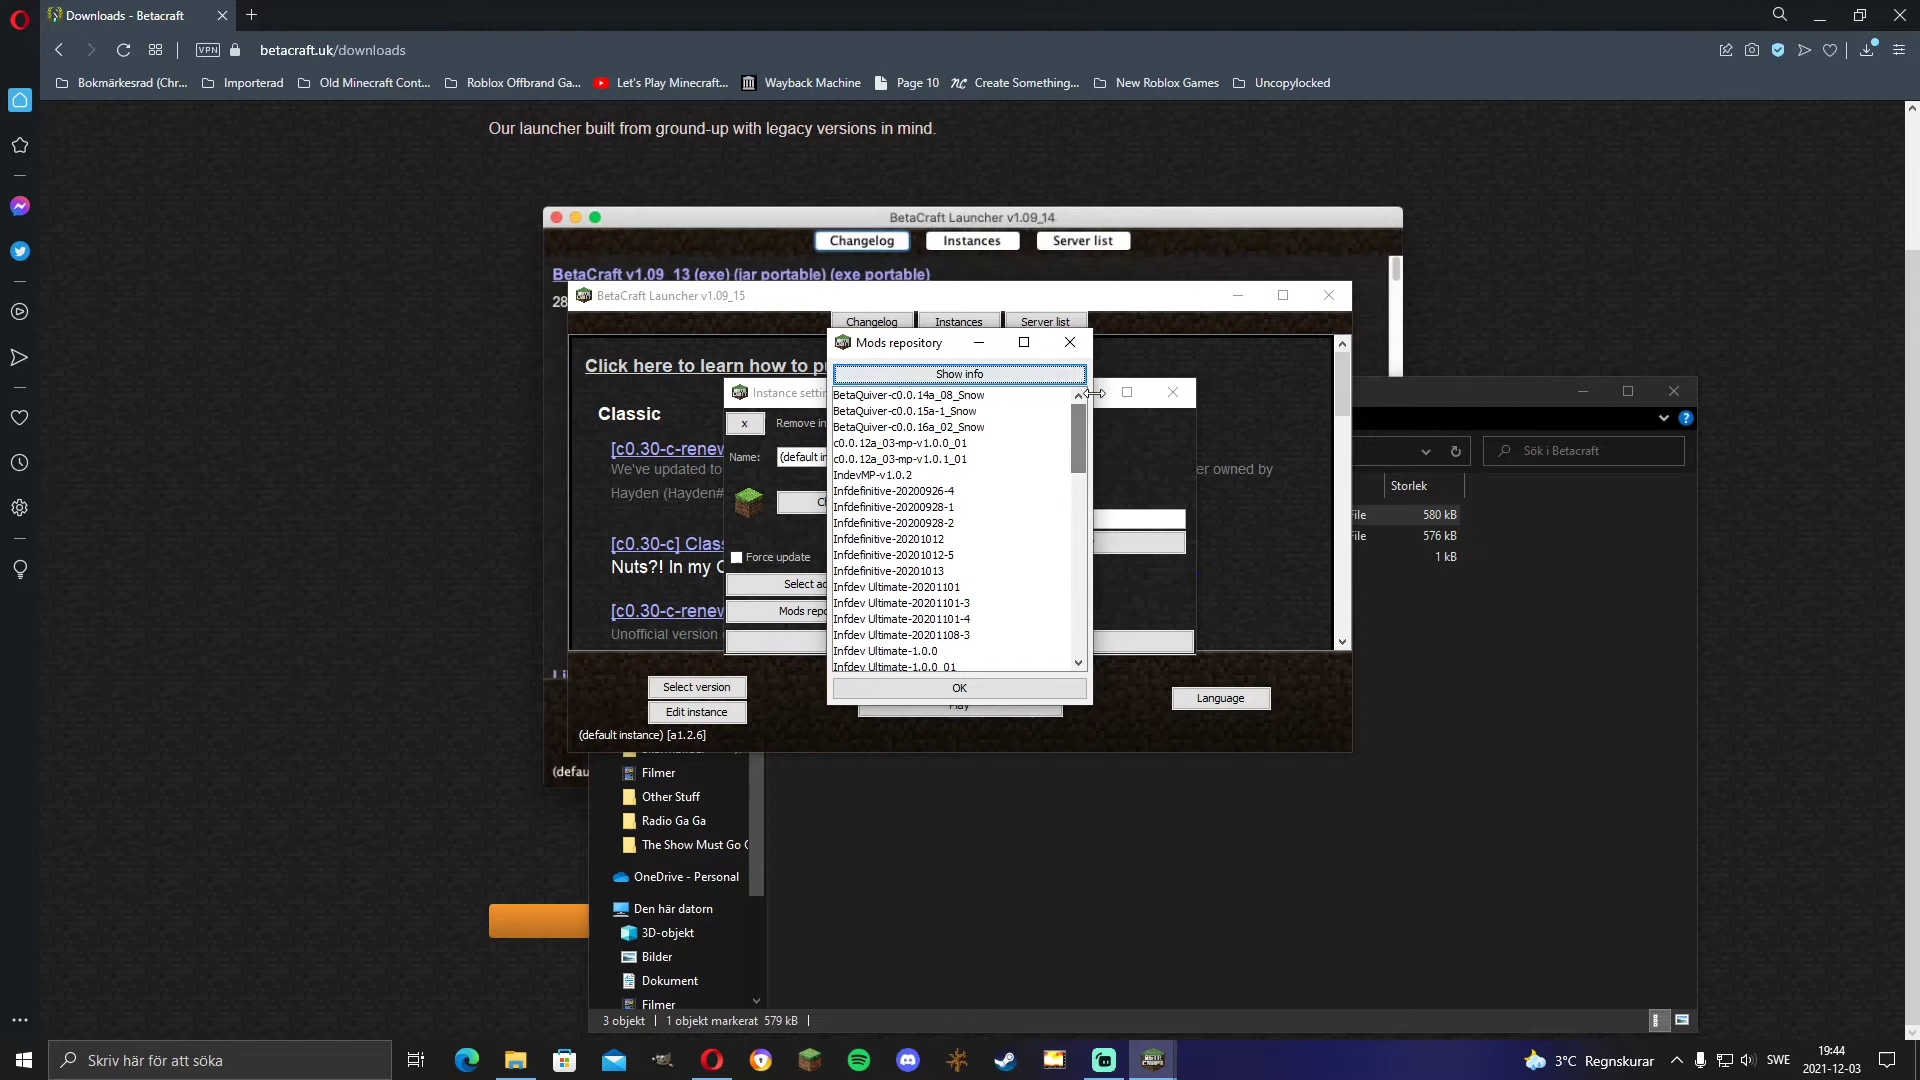 Downloads - Betacraft
VPN
betacraft.uk/downloads
Bokmärkesrad (Chr...
Importerad
Old Minecraft Cont...
Roblox Offbrand Ga...
Let's Play Minecraft...
Wayback Machine
Page 10
Create Something...
New Roblox Games
Uncopylocked
Our launcher built from ground-up with legacy versions in mind.
BetaCraft Launcher v1.09_14
Changelog
Instances
Server list
BetaCraft v1.09_13 (exe) (jar portable) (exe portable)
28
BetaCraft Launcher v1.09_15
Changelog
Instances
Server list
Click here to learn how to p
Classic
[c0.30-c-renew
We've updated to
er owned by
Hayden (Hayden#
[c0.30-c] Clas
Nuts?! In my C
[c0.30-c-renew
Unofficial version
Instance setti
x
Remove in
Name:
(default in
Force update
Select ad
Mods repo
Mods repository
Show info
BetaQuiver-c0.0.14a_08_Snow
BetaQuiver-c0.0.15a-1_Snow
BetaQuiver-c0.0.16a_02_Snow
c0.0.12a_03-mp-v1.0.0_01
c0.0.12a_03-mp-v1.0.1_01
IndevMP-v1.0.2
Infdefinitive-20200926-4
Infdefinitive-20200928-1
Infdefinitive-20200928-2
Infdefinitive-20201012
Infdefinitive-20201012-5
Infdefinitive-20201013
Infdev Ultimate-20201101
Infdev Ultimate-20201101-3
Infdev Ultimate-20201101-4
Infdev Ultimate-20201108-3
Infdev Ultimate-1.0.0
Infdev Ultimate-1.0.0_01
OK
Play
Select version
Edit instance
(default instance) [a1.2.6]
Language
Sök i Betacraft
Storlek
File
580 kB
File
576 kB
1 kB
(defau
Filmer
Other Stuff
Radio Ga Ga
The Show Must Go O
OneDrive - Personal
Den här datorn
3D-objekt
Bilder
Dokument
Filmer
3 objekt
1 objekt markerat 579 kB
Skriv här för att söka
3°C Regnskurar
SWE
19:44
2021-12-03